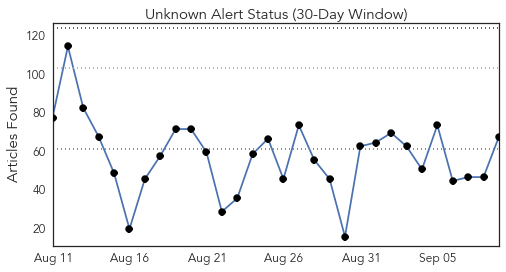 Unknown Alert Status (30-Day Window)
Articles Found
120
100
80
60
40
20
Aug 11
Aug 16
Aug 21
Aug 26
Aug 31
Sep 05